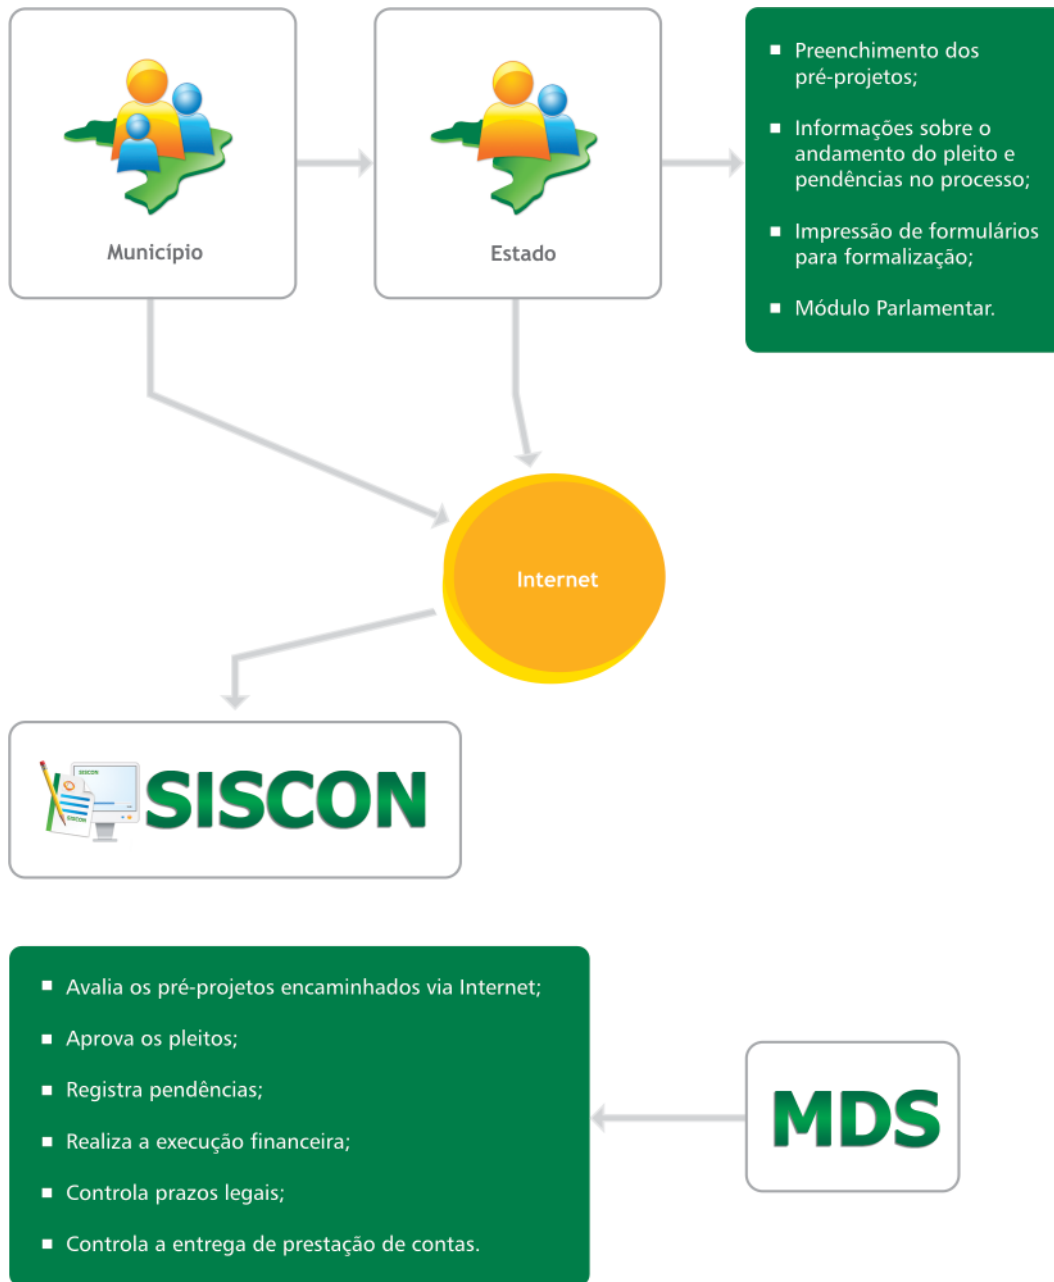 Município
Estado
■ Preenchimento dos
pré-projetos;
■ Informações sobre o
andamento do pleito e
pendências no processo;
■ Impressão de formulários
para formalização;
■ Módulo Parlamentar.
Internet
SISCON
SISCON
SISCON
■ Avalia os pré-projetos encaminhados via Internet;
■ Aprova os pleitos;
■ Registra pendências;
■ Realiza a execução financeira;
■ Controla prazos legais;
■ Controla a entrega de prestação de contas.
MDS